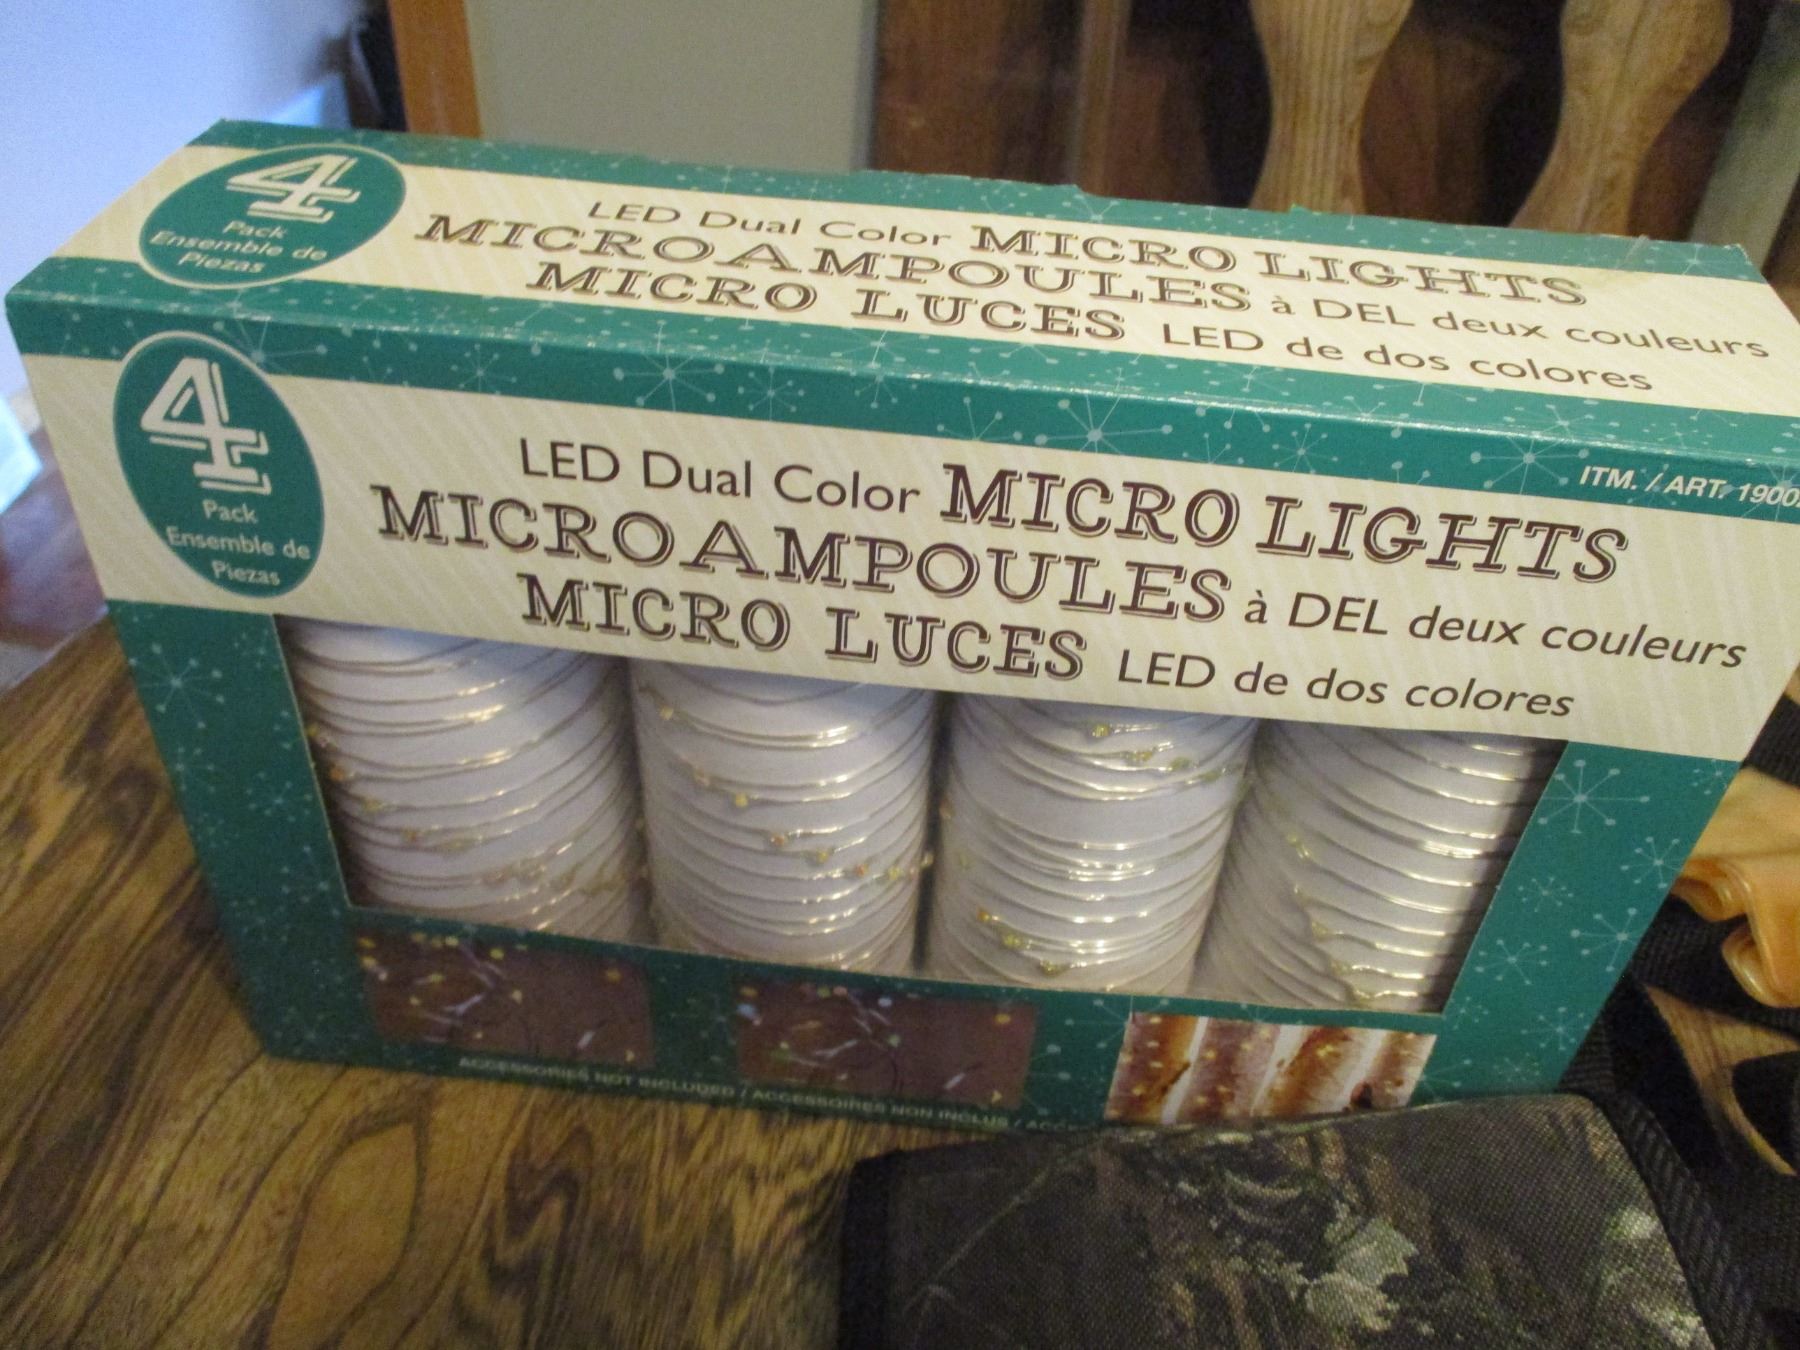 4
Pack
Ensemble de
Piezas
LED Dual Color MICRO LIGHTS
MICROAMPOULES à DEL deux couleurs
MICRO LUCES LED de dos colores
ITM. / ART. 1900
4
Pack
Ensemble de
Piezas
LED Dual Color MICRO LIGHTS
MICROAMPOULES à DEL deux couleurs
MICRO LUCES LED de dos colores
ACCESSORIES NOT INCLUDED / ACCESSOIRES NON INCLUS /